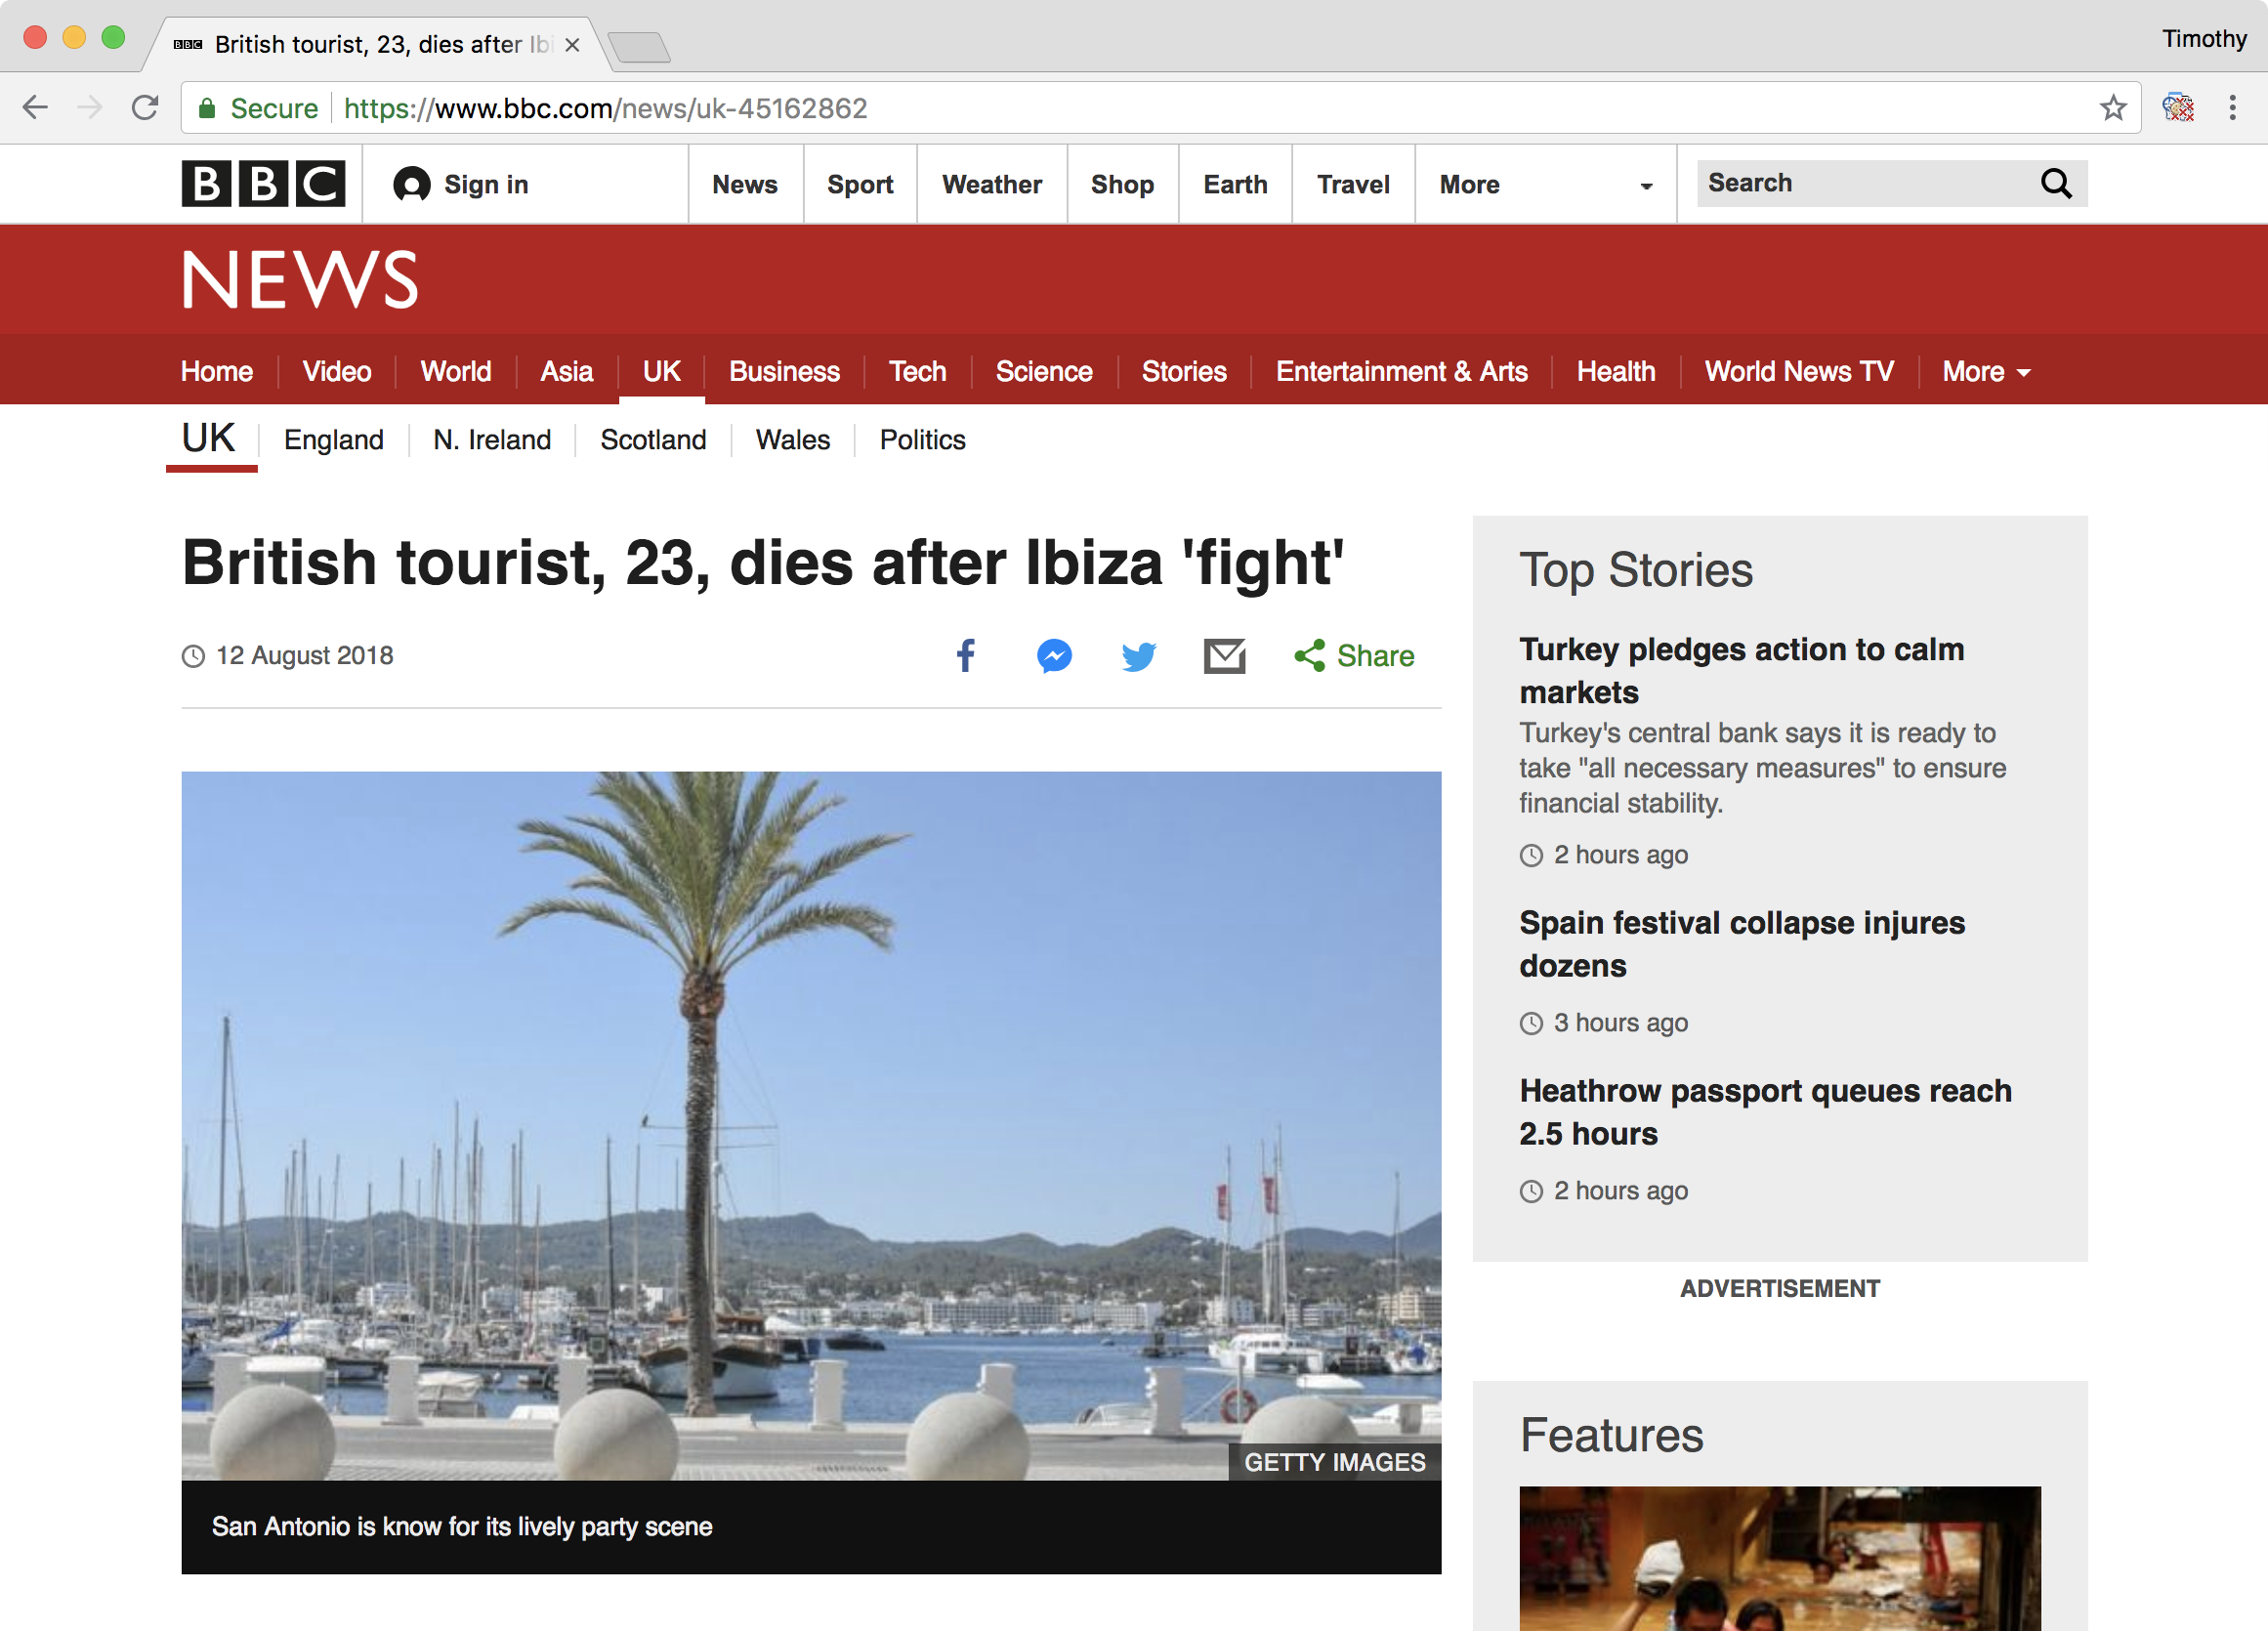 BBC British tourist, 23, dies after Ibi
Timothy
Secure https://www.bbc.com/news/uk-45162862
BBC Sign in News Sport Weather Shop Earth Travel More Search
NEWS
Home Video World Asia UK Business Tech Science Stories Entertainment & Arts Health World News TV More
UK England N. Ireland Scotland Wales Politics
British tourist, 23, dies after Ibiza 'fight'
12 August 2018
Share
GETTY IMAGES
San Antonio is know for its lively party scene
Top Stories
Turkey pledges action to calm
markets
Turkey's central bank says it is ready to
take "all necessary measures" to ensure
financial stability.
2 hours ago
Spain festival collapse injures
dozens
3 hours ago
Heathrow passport queues reach
2.5 hours
2 hours ago
ADVERTISEMENT
Features